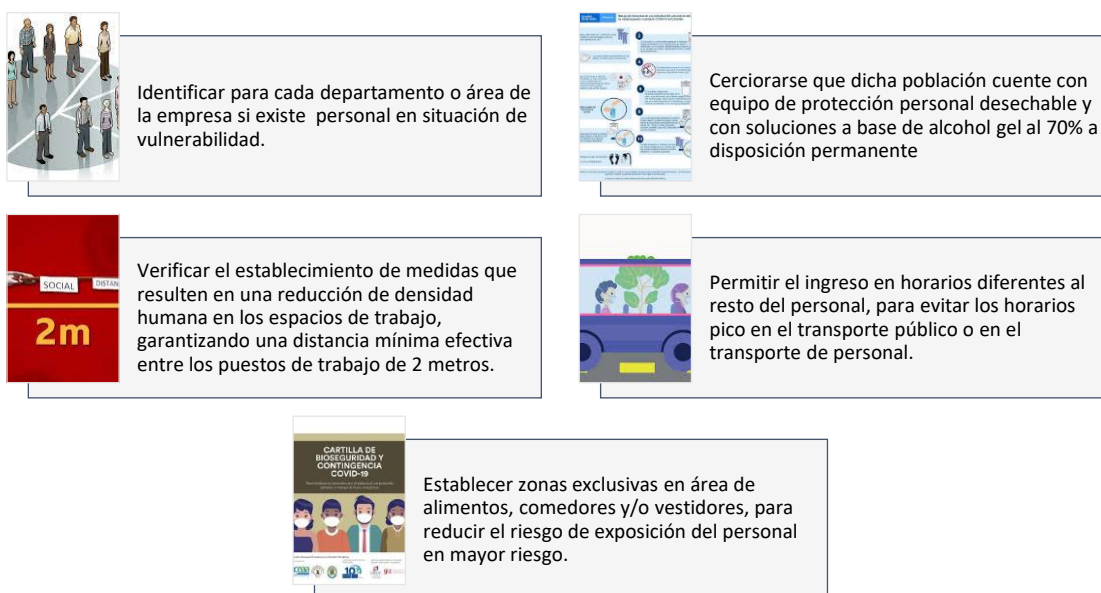 Identificar para cada departamento o área de
la empresa si existe personal en situación de
vulnerabilidad.
Cerciorarse que dicha población cuente con
equipo de protección personal desechable y
con soluciones a base de alcohol gel al 70% a
disposición permanente
SOCIAL
DISTAN
2m
Verificar el establecimiento de medidas que
resulten en una reducción de densidad
humana en los espacios de trabajo,
garantizando una distancia mínima efectiva
entre los puestos de trabajo de 2 metros.
Permitir el ingreso en horarios diferentes al
resto del personal, para evitar los horarios
pico en el transporte público o en el
transporte de personal.
CARTILLA DE
BIOSEGURIDAD Y
CONTINGENCIA
COVID-19
Establecer zonas exclusivas en área de
alimentos, comedores y/o vestidores, para
reducir el riesgo de exposición del personal
en mayor riesgo.